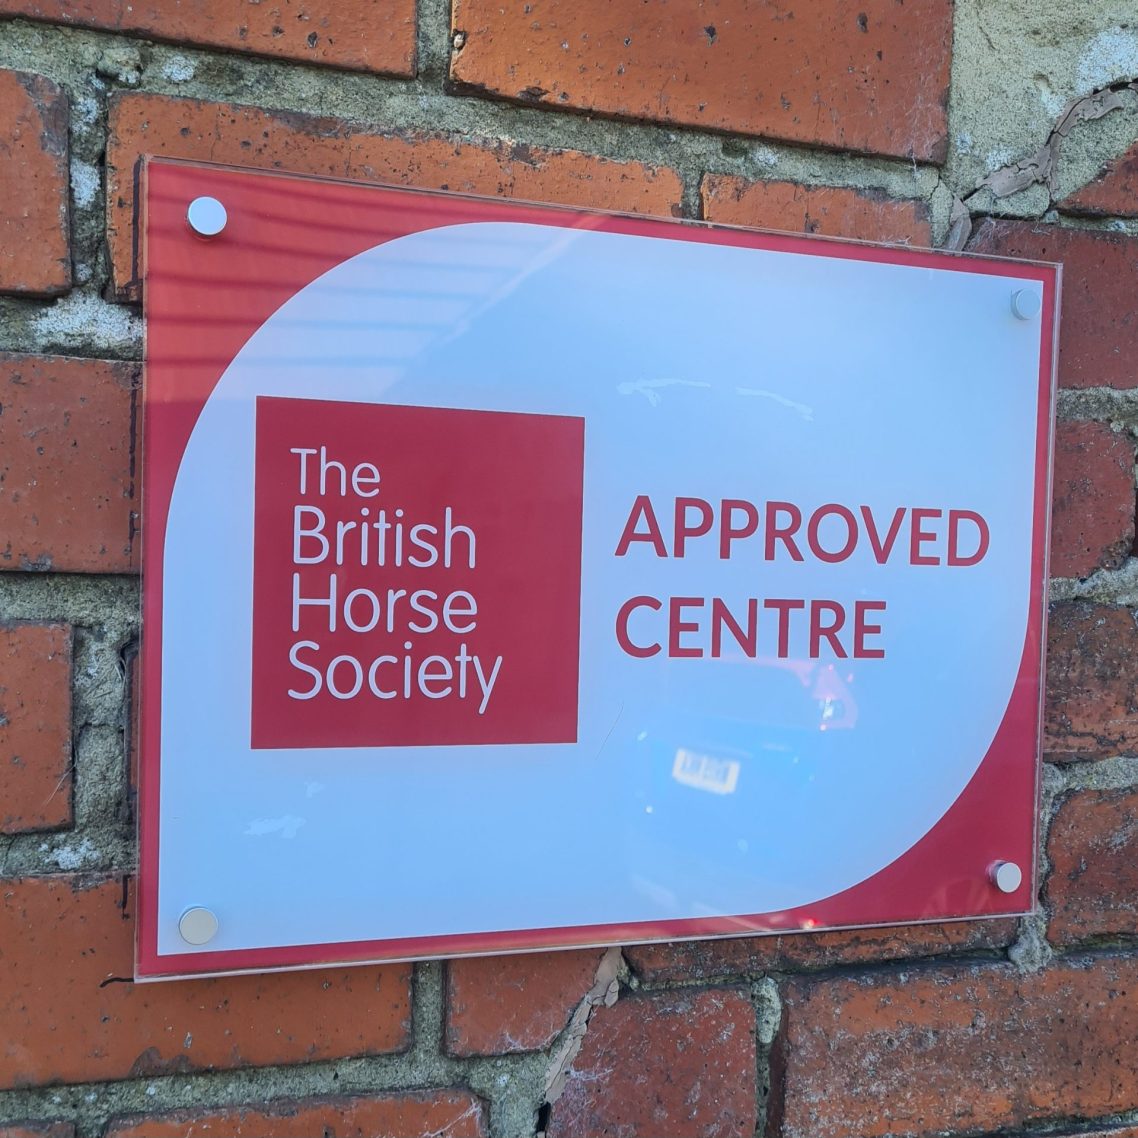 The
British
Horse
Society
APPROVED
CENTRE